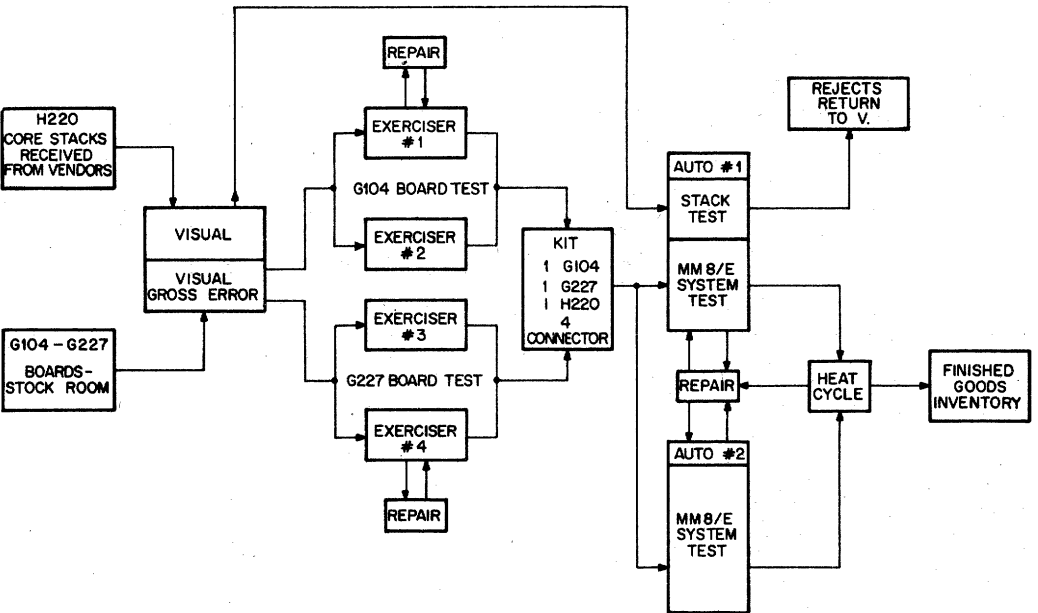 H220
CORE STACKS
RECEIVED
FROM VENDORS
G104-G227
BOARDS-
STOCK ROOM
VISUAL
VISUAL
GROSS ERROR
REPAIR
EXERCISER
#1
G104 BOARD TEST
EXERCISER
#2
EXERCISER
#3
G227 BOARD TEST
EXERCISER
#4
REPAIR
KIT
1 G104
1 G227
1 H220
4
CONNECTOR
AUTO #1
STACK
TEST
MM8/E
SYSTEM
TEST
REPAIR
AUTO #2
MM8/E
SYSTEM
TEST
REJECTS
RETURN
TO V.
HEAT
CYCLE
FINISHED
GOODS
INVENTORY